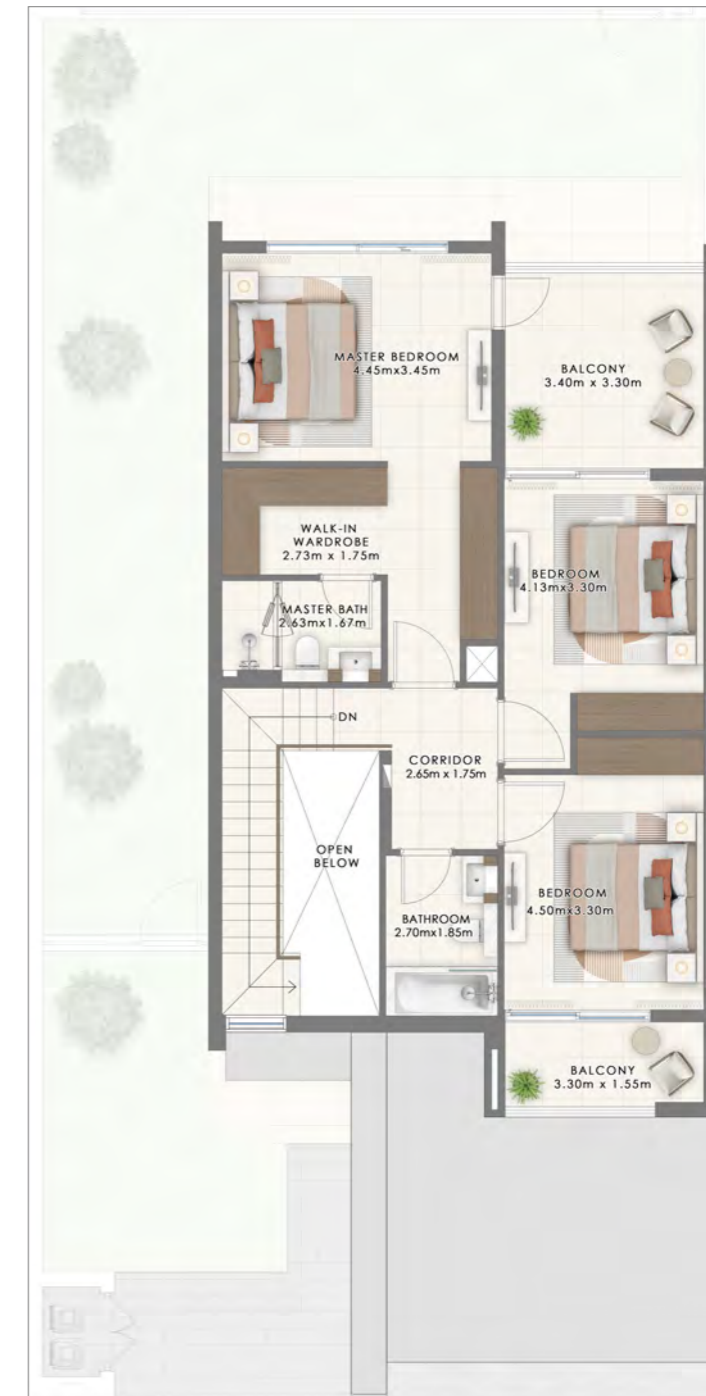 MASTER BEDROOM
4.45mx3.45m
BALCONY
3.40m x 3.30m
WALK-IN
WARDROBE
2.73m x 1.75m
BEDROOM
4.13mx3.30m
MASTER BATH
2.63mx1.67m
DN
CORRIDOR
2.65m x 1.75m
OPEN
BELOW
BEDROOM
4.50mx3.30m
BATHROOM
2.70mx1.85m
BALCONY
3.30m x 1.55m